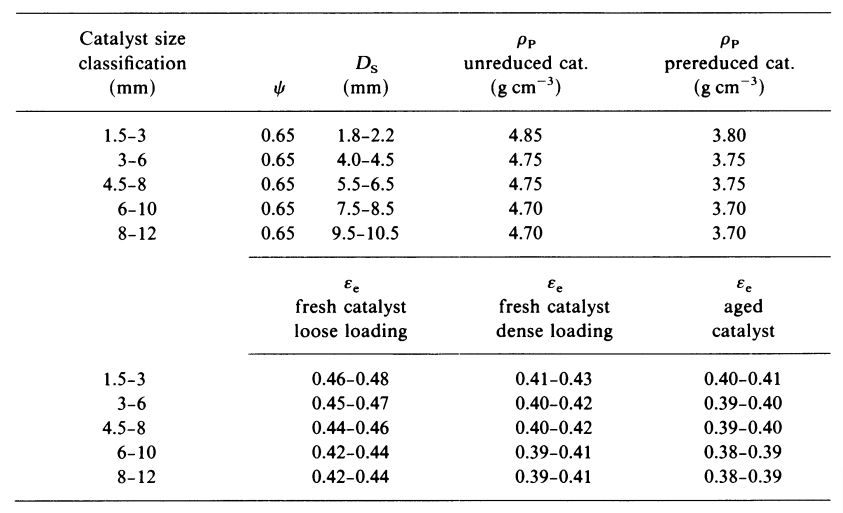 Catalyst size classification (mm) ψ D_S (mm) ρ_P unreduced cat. (g cm⁻³) ρ_P prereduced cat. (g cm⁻³)
1.5–3 0.65 1.8–2.2 4.85 3.80
3–6 0.65 4.0–4.5 4.75 3.75
4.5–8 0.65 5.5–6.5 4.75 3.75
6–10 0.65 7.5–8.5 4.70 3.70
8–12 0.65 9.5–10.5 4.70 3.70
ε_e fresh catalyst loose loading ε_e fresh catalyst dense loading ε_e aged catalyst
1.5–3 0.46–0.48 0.41–0.43 0.40–0.41
3–6 0.45–0.47 0.40–0.42 0.39–0.40
4.5–8 0.44–0.46 0.40–0.42 0.39–0.40
6–10 0.42–0.44 0.39–0.41 0.38–0.39
8–12 0.42–0.44 0.39–0.41 0.38–0.39